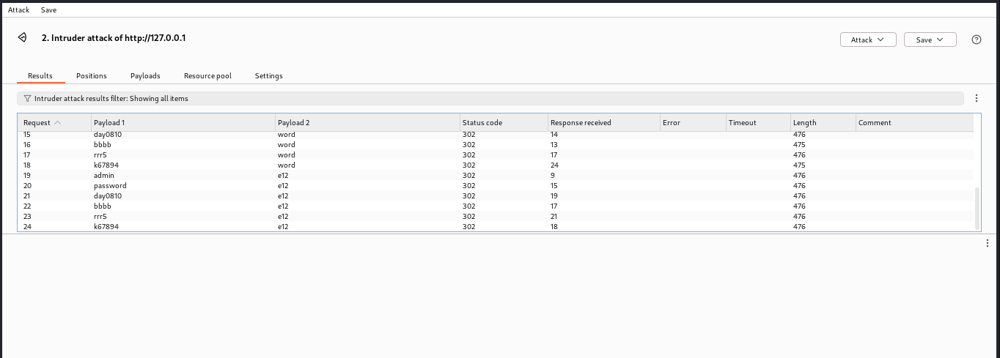 Attack Save
2. Intruder attack of http://127.0.0.1
Attack Save
Results Positions Payloads Resource pool Settings
Intruder attack results filter: Showing all items
Request Payload 1 Payload 2 Status code Response received Error Timeout Length Comment
15 day0810 word 302 14 476
16 bbbb word 302 13 475
17 rrr5 word 302 17 476
18 k67894 word 302 24 475
19 admin e12 302 9 476
20 password e12 302 15 476
21 day0810 e12 302 19 476
22 bbbb e12 302 17 476
23 rrr5 e12 302 21 476
24 k67894 e12 302 18 476